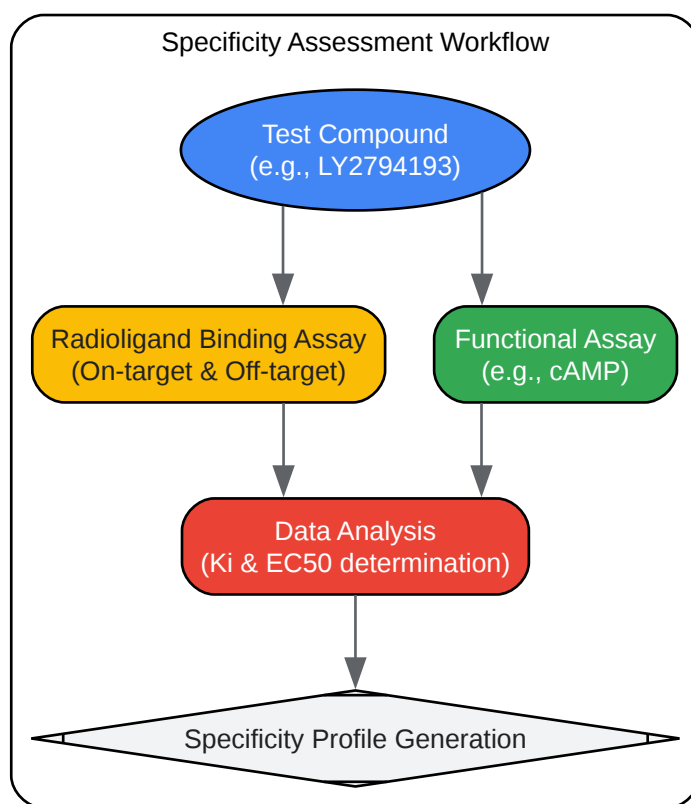 Specificity Assessment Workflow
Test Compound
(e.g., LY2794193)
Radioligand Binding Assay
(On-target & Off-target)
Functional Assay
(e.g., cAMP)
Data Analysis
(Ki & EC50 determination)
Specificity Profile Generation